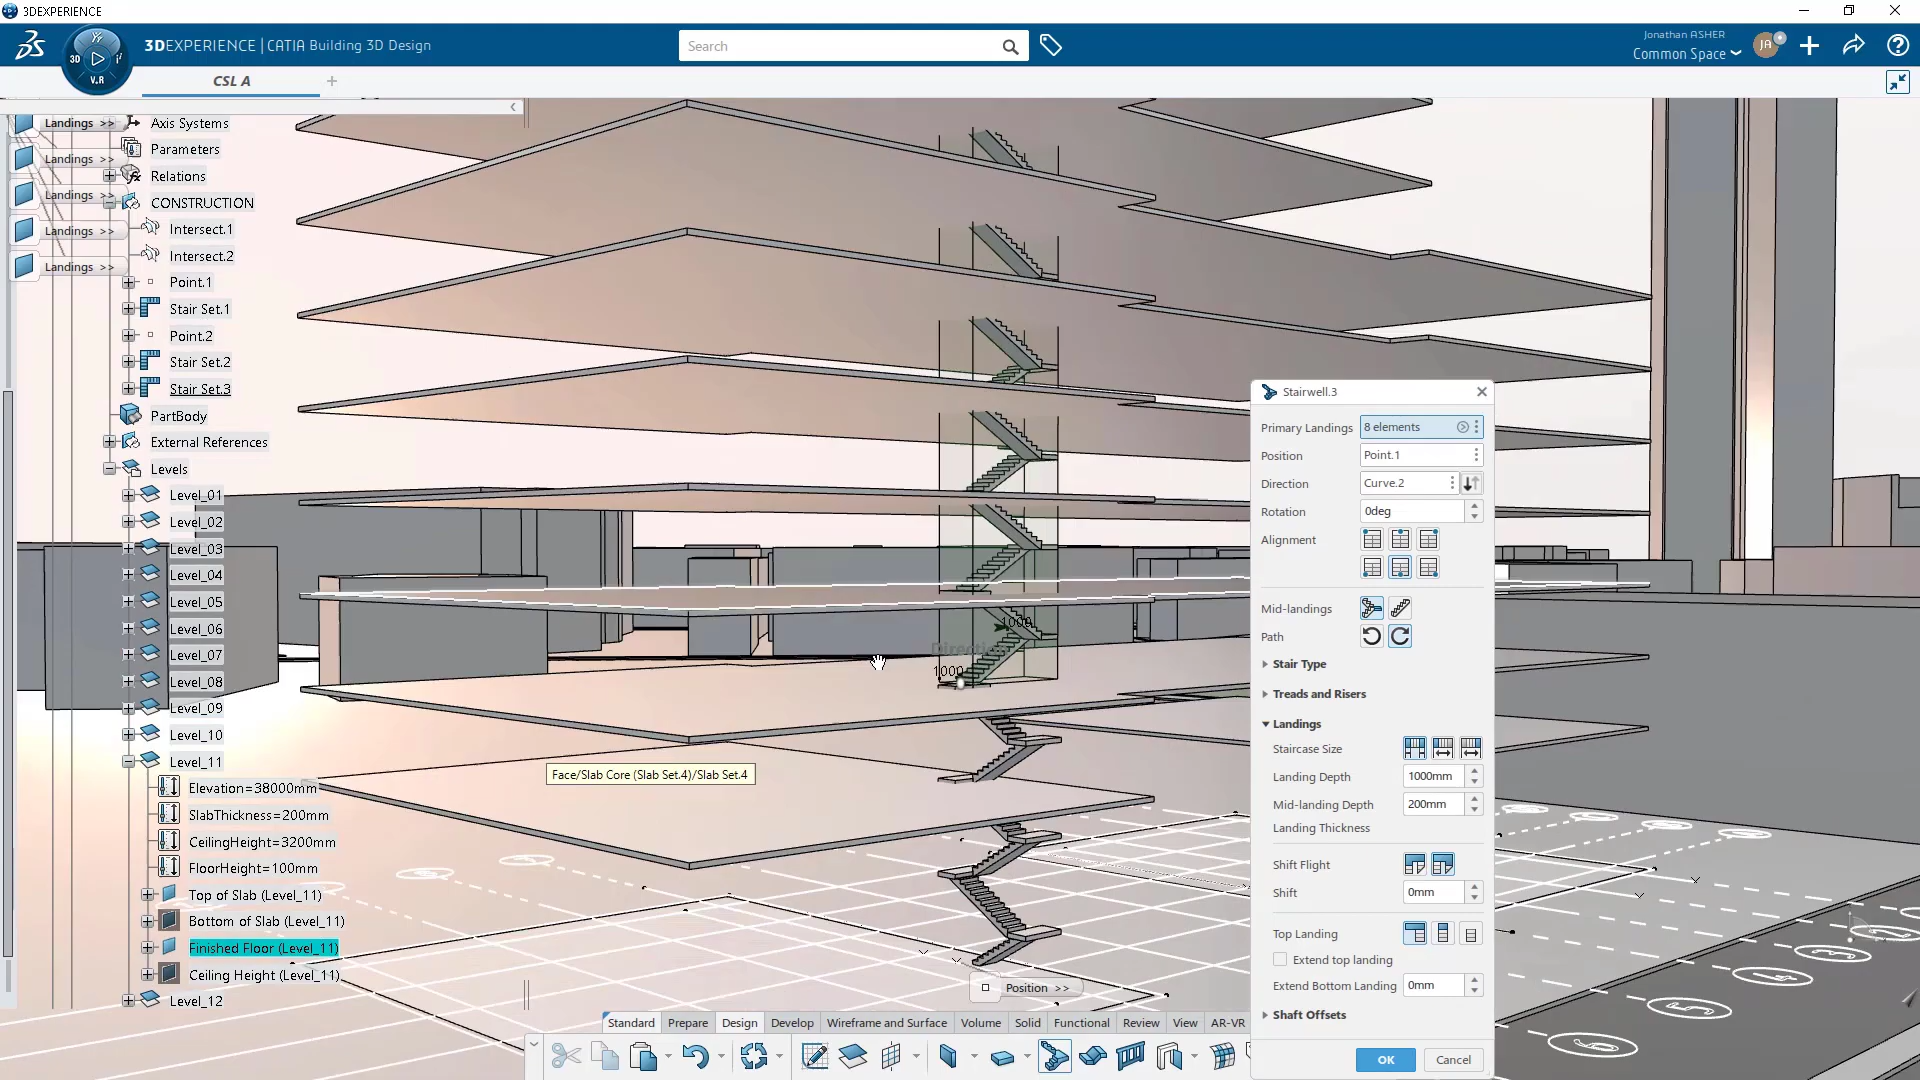 3DEXPERIENCE
3DEXPERIENCE | CATIA Building 3D Design
Search
Jonathan ASHER
Common Space
JA
3D
V.R
CSL A
Landings >>
Landings >>
Landings >>
Landings >>
Landings >>
Axis Systems
Parameters
Relations
CONSTRUCTION
Intersect.1
Intersect.2
Point.1
Stair Set.1
Point.2
Stair Set.2
Stair Set.3
PartBody
External References
Levels
Level_01
Level_02
Level_03
Level_04
Level_05
Level_06
Level_07
Level_08
Level_09
Level_10
Level_11
Elevation=38000mm
SlabThickness=200mm
CeilingHeight=3200mm
FloorHeight=100mm
Top of Slab (Level_11)
Bottom of Slab (Level_11)
Finished Floor (Level_11)
Ceiling Height (Level_11)
Level_12
1000
Direction
1000
Face/Slab Core (Slab Set.4)/Slab Set.4
Position >>
Stairwell.3
Primary Landings 8 elements
Position Point.1
Direction Curve.2
Rotation 0deg
Alignment
Mid-landings
Path
Stair Type
Treads and Risers
Landings
Staircase Size
Landing Depth 1000mm
Mid-landing Depth 200mm
Landing Thickness
Shift Flight
Shift 0mm
Top Landing
Extend top landing
Extend Bottom Landing 0mm
Shaft Offsets
OK Cancel
Standard Prepare Design Develop Wireframe and Surface Volume Solid Functional Review View AR-VR